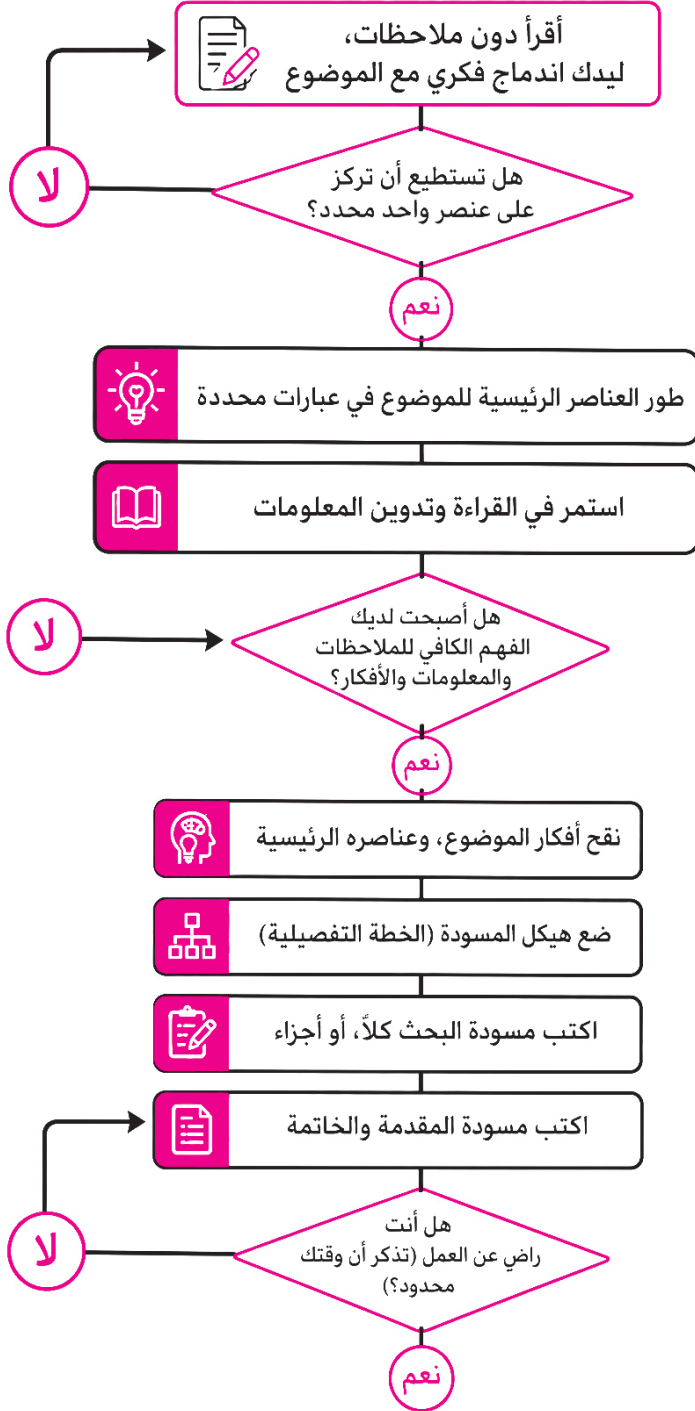 أقرأ دون ملاحظات،
ليدك اندماج فكري مع الموضوع
هل تستطيع أن تركز
على عنصر واحد محدد؟
لا
نعم
طور العناصر الرئيسية للموضوع في عبارات محددة
استمر في القراءة وتدوين المعلومات
هل أصبحت لديك
الفهم الكافي للملاحظات
والمعلومات والأفكار؟
لا
نعم
نقح أفكار الموضوع، وعناصره الرئيسية
ضع هيكل المسودة (الخطة التفصيلية)
اكتب مسودة البحث كلاً، أو أجزاء
اكتب مسودة المقدمة والخاتمة
هل أنت
راضٍ عن العمل (تذكر أن وقتك
محدود؟)
لا
نعم